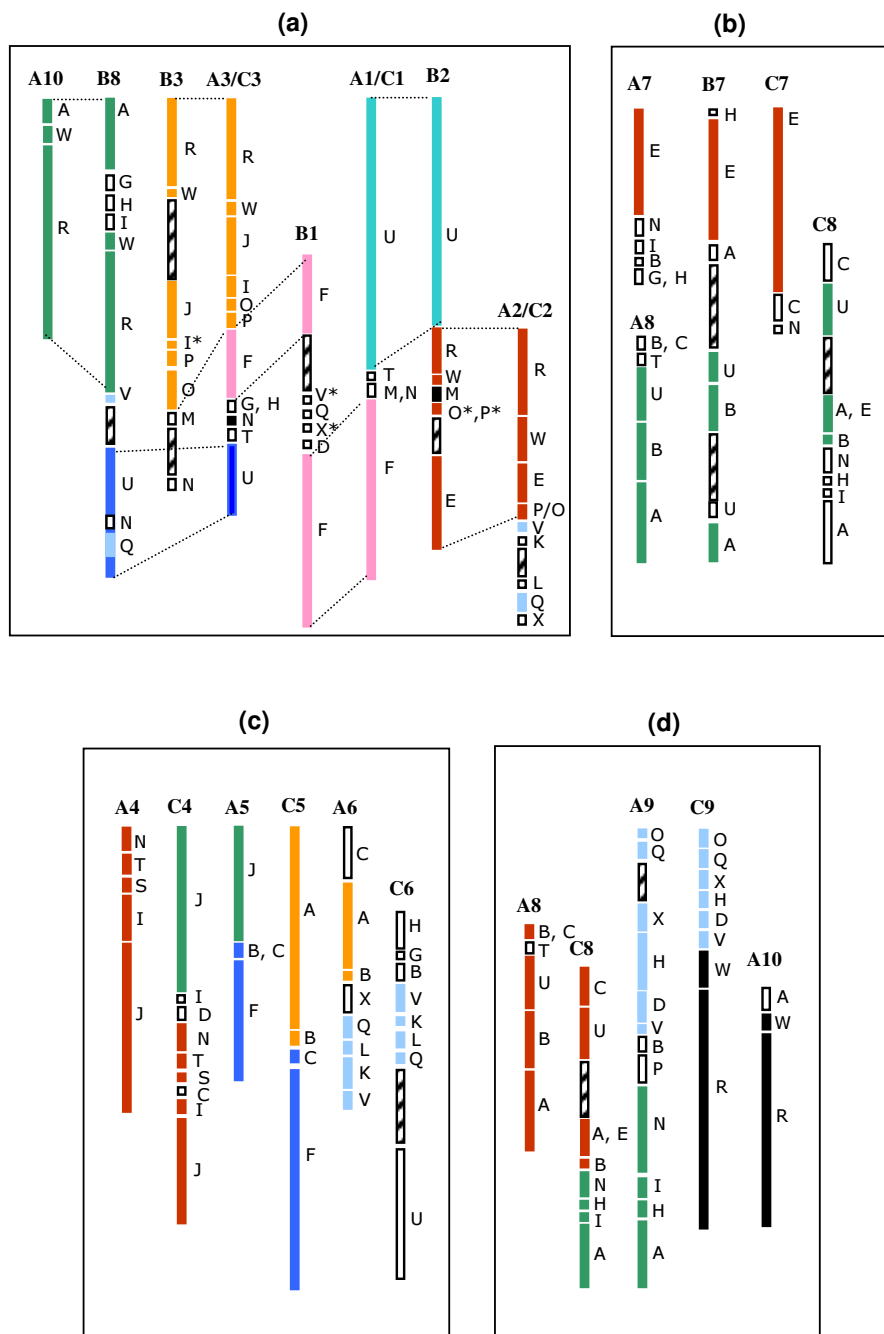 (a)
A10 B8 B3 A3/C3 B1 A1/C1 B2 A2/C2
A
W
R
A
G
H
I
W
R
V
U
N
Q
R
W
J
I*
P
O
M
N
R
W
J
I
O
P
F
G, H
N
T
U
F
V*
Q
X*
D
F
U
T
M,N
F
U
R
W
M
O*,P*
E
R
W
E
P/O
V
K
L
Q
X
(b)
A7 B7 C7
E
N
I
B
G, H
A8
B, C
T
U
B
A
H
E
A
U
B
U
A
E
C
N
C8
C
U
A, E
B
N
H
I
A
(c)
A4 C4 A5 C5 A6 C6
N
T
S
I
J
J
I
D
N
T
S
C
I
J
J
B, C
F
A
B
C
F
C
A
B
X
Q
L
K
V
H
G
B
V
K
L
Q
U
(d)
A8 C8 A9 C9 A10
B, C
T
U
B
A
C
U
A, E
B
N
H
I
A
O
Q
X
H
D
V
B
P
N
I
H
A
O
Q
X
H
D
V
W
R
A
W
R